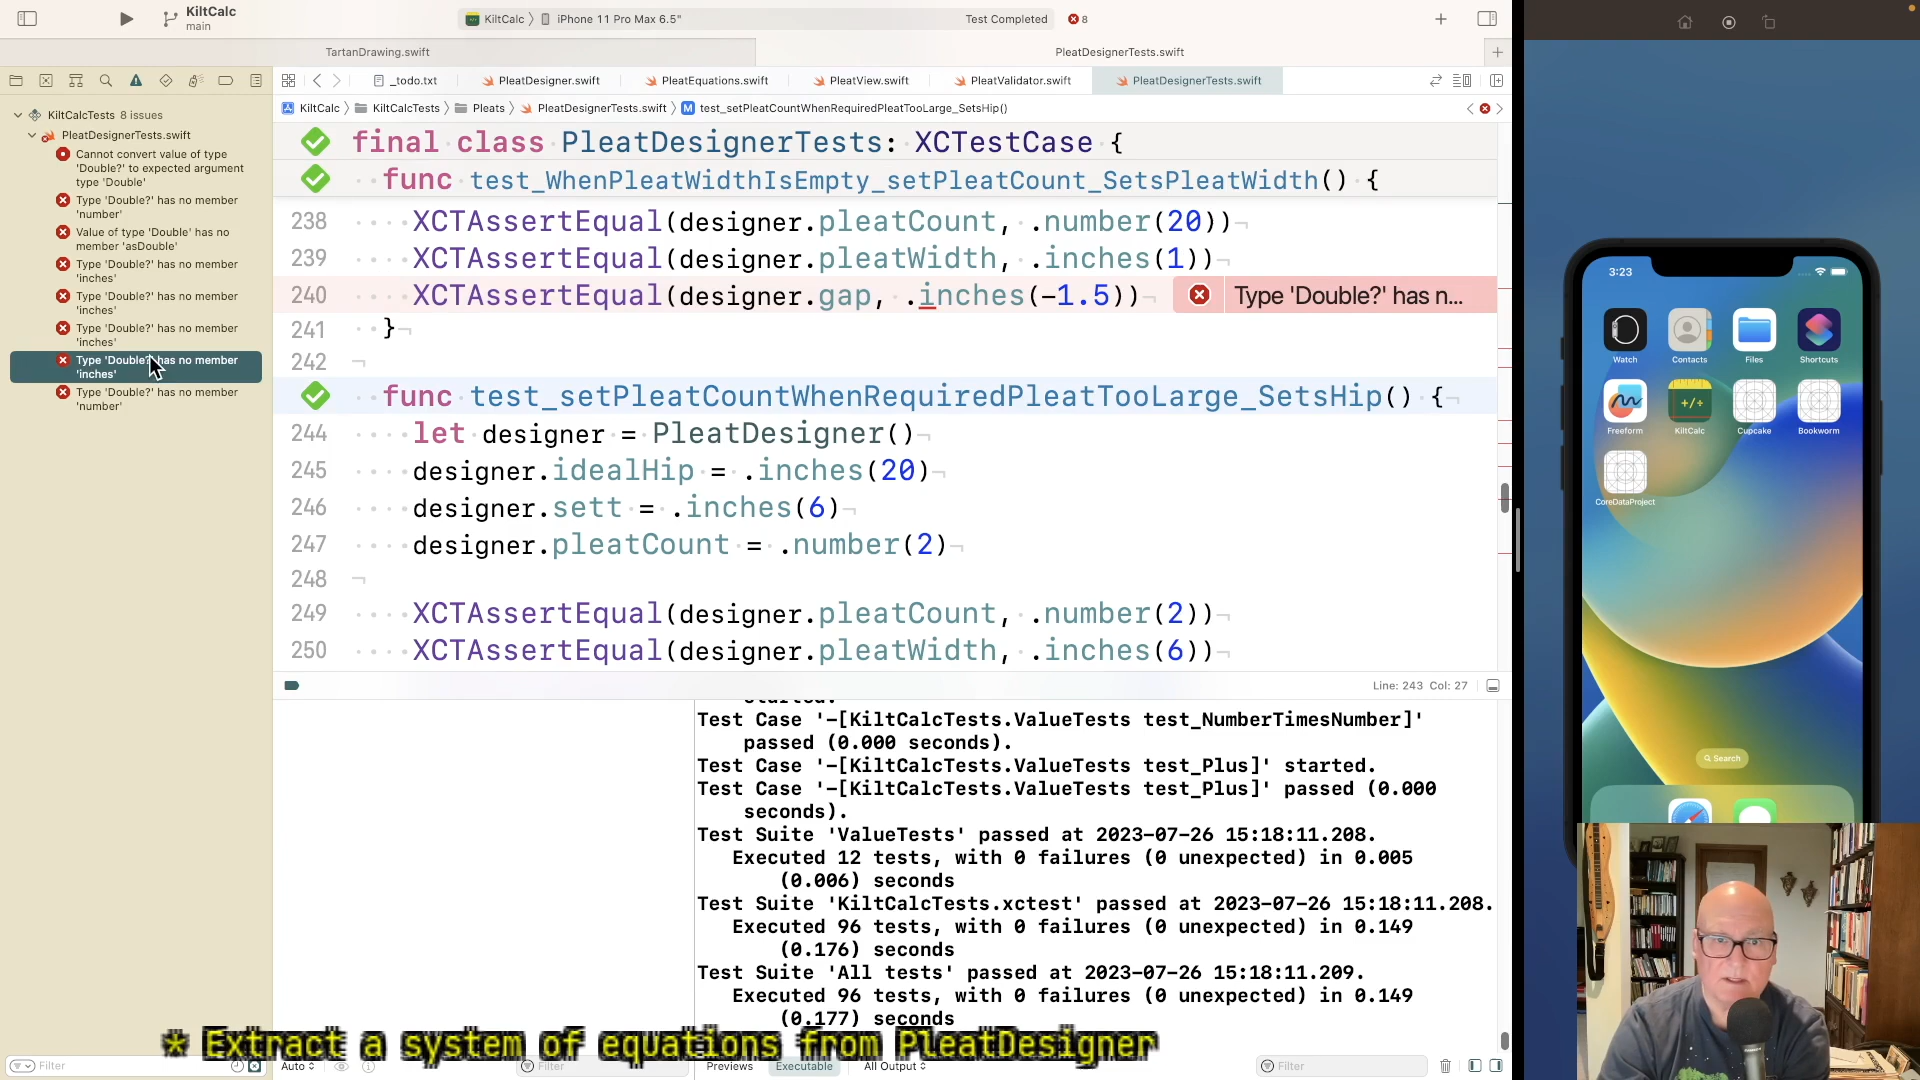 KiltCalc
main
KiltCalc
iPhone 11 Pro Max 6.5"
Test Completed
8
TartanDrawing.swift
PleatDesignerTests.swift
_todo.txt
PleatDesigner.swift
PleatEquations.swift
PleatView.swift
PleatValidator.swift
PleatDesignerTests.swift
KiltCalc
KiltCalcTests
Pleats
PleatDesignerTests.swift
M
test_setPleatCountWhenRequiredPleatTooLarge_SetsHip()
KiltCalcTests 8 issues
PleatDesignerTests.swift
Cannot convert value of type
'Double?' to expected argument
type 'Double'
Type 'Double?' has no member
'number'
Value of type 'Double' has no
member 'asDouble'
Type 'Double?' has no member
'inches'
Type 'Double?' has no member
'inches'
Type 'Double?' has no member
'inches'
Type 'Double?' has no member
'inches'
Type 'Double?' has no member
'number'
Filter
final class PleatDesignerTests: XCTestCase {
func test_WhenPleatWidthIsEmpty_setPleatCount_SetsPleatWidth() {
238 XCTAssertEqual(designer.pleatCount, .number(20))
239 XCTAssertEqual(designer.pleatWidth, .inches(1))
240 XCTAssertEqual(designer.gap, .inches(-1.5)) Type 'Double?' has n...
241 }
242
func test_setPleatCountWhenRequiredPleatTooLarge_SetsHip() {
244 let designer = PleatDesigner()
245 designer.idealHip = .inches(20)
246 designer.sett = .inches(6)
247 designer.pleatCount = .number(2)
248
249 XCTAssertEqual(designer.pleatCount, .number(2))
250 XCTAssertEqual(designer.pleatWidth, .inches(6))
Line: 243 Col: 27
started.
Test Case '-[KiltCalcTests.ValueTests test_NumberTimesNumber]'
passed (0.000 seconds).
Test Case '-[KiltCalcTests.ValueTests test_Plus]' started.
Test Case '-[KiltCalcTests.ValueTests test_Plus]' passed (0.000
seconds).
Test Suite 'ValueTests' passed at 2023-07-26 15:18:11.208.
Executed 12 tests, with 0 failures (0 unexpected) in 0.005
(0.006) seconds
Test Suite 'KiltCalcTests.xctest' passed at 2023-07-26 15:18:11.208.
Executed 96 tests, with 0 failures (0 unexpected) in 0.149
(0.176) seconds
Test Suite 'All tests' passed at 2023-07-26 15:18:11.209.
Executed 96 tests, with 0 failures (0 unexpected) in 0.149
(0.177) seconds
* Extract a system of equations from PleatDesigner
Auto
Filter
Previews
Executable
All Output
Filter
3:23
Watch
Contacts
Files
Shortcuts
Freeform
+/÷
KiltCalc
Cupcake
Bookworm
CoreDataProject
Search